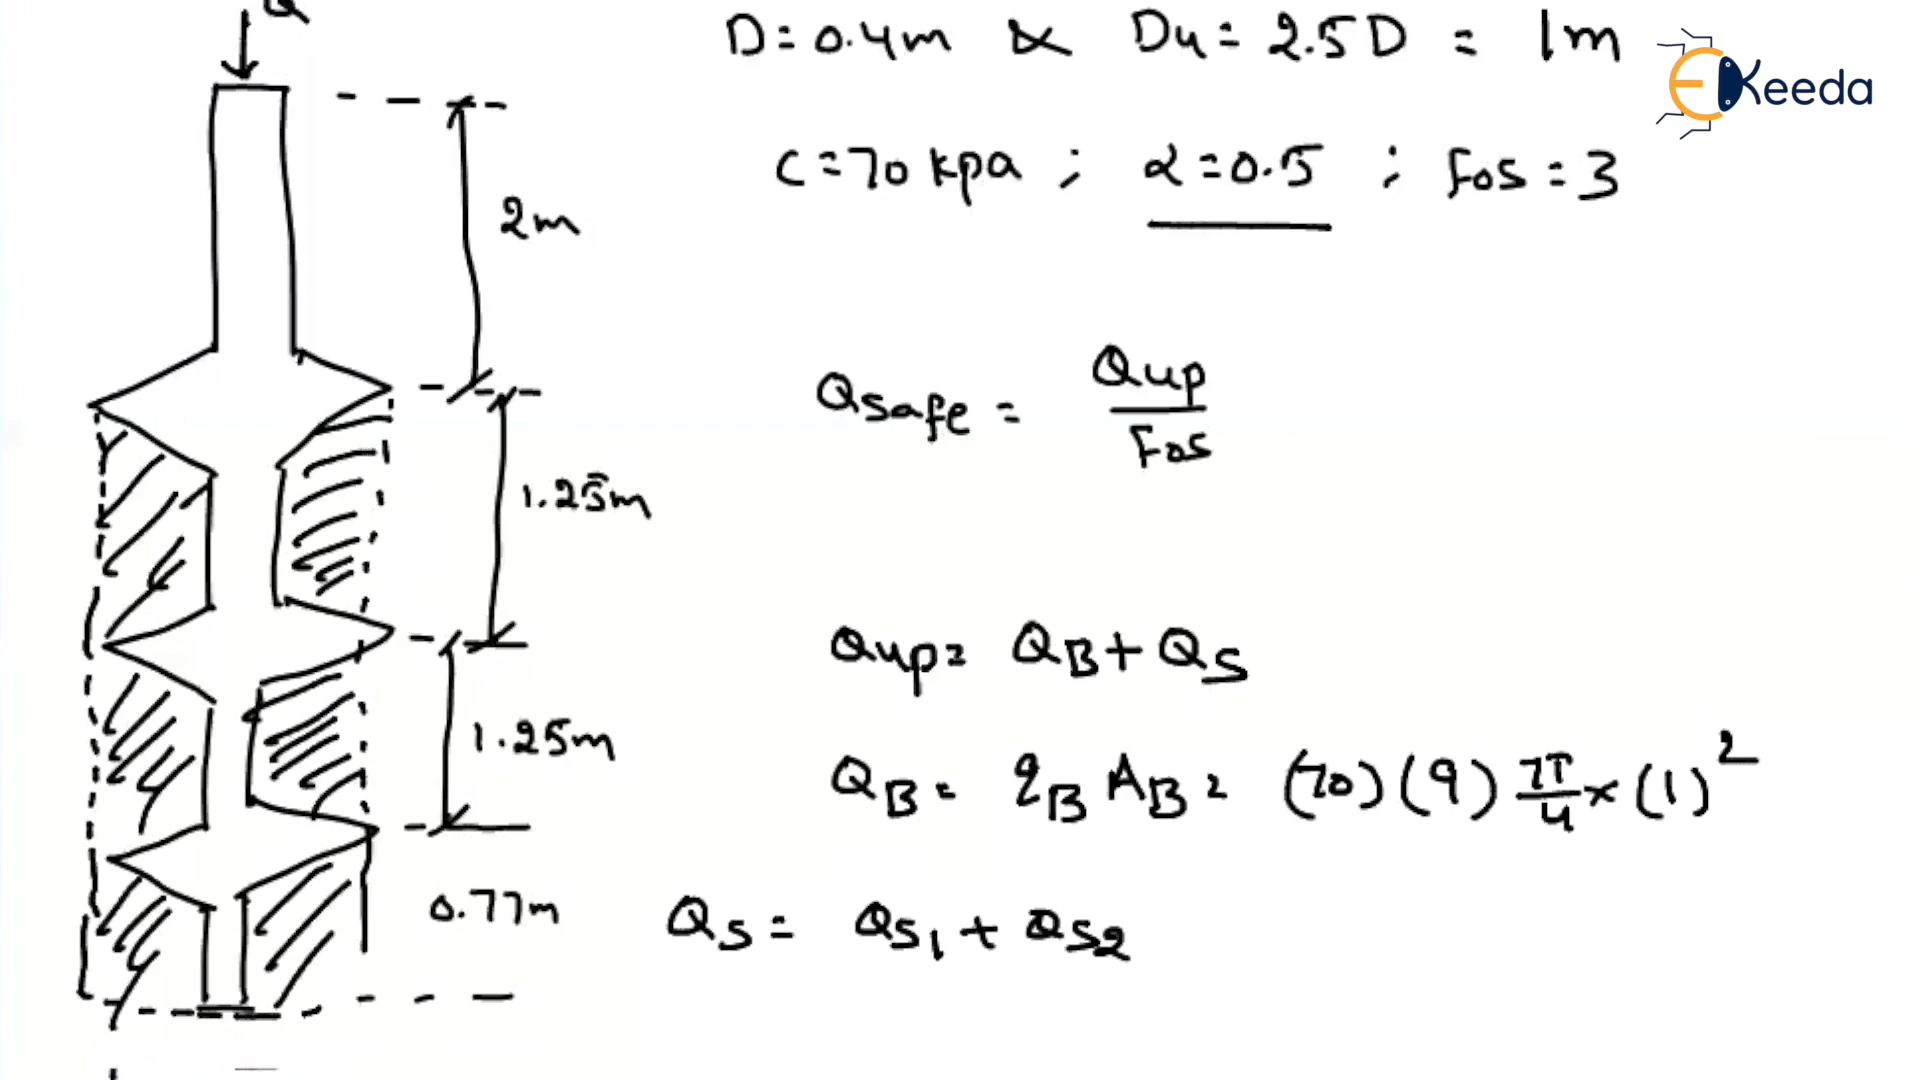 Q
D = 0.4m & Du = 2.5D = 1m
EKeeda
C = 70 kpa ; α = 0.5 ; Fos = 3
2m
Qsafe = Qup / Fos
1.25m
Qup = QB + QS
1.25m
QB = qB AB = (70)(9) π/4 × (1)²
0.77m
QS = QS1 + QS2